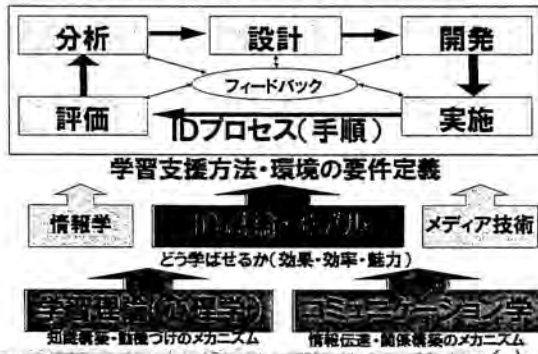 分析 設計 開発
フィードバック
評価 実施
IDプロセス(手順)
学習支援方法・環境の要件定義
情報学 ID理論・モデル メディア技術
どう学ばせるか(効果・効率・魅力)
学習理論(心理学) コミュニケーション学
知識構築・動機づけのメカニズム 情報伝達・関係構築のメカニズム